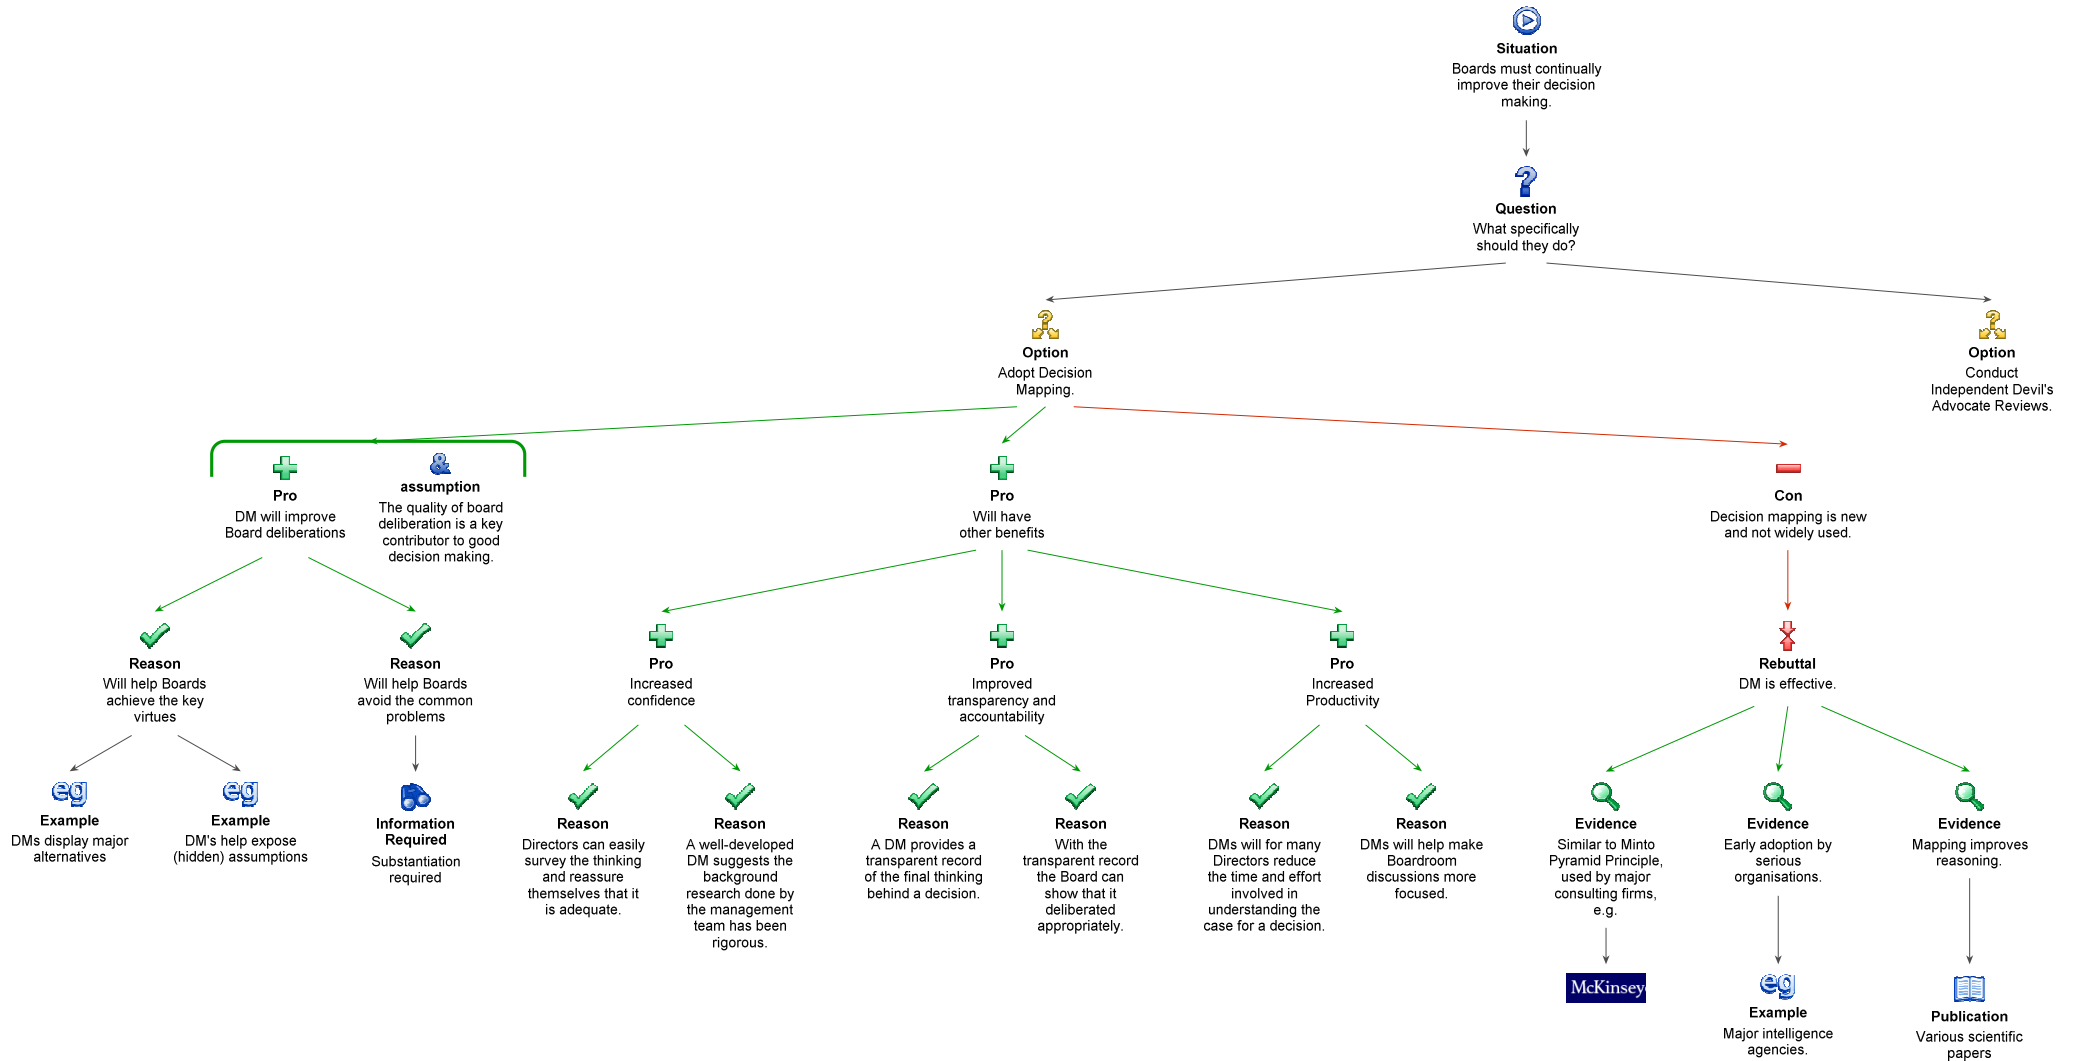 Situation
Boards must continually
improve their decision
making.
Question
What specifically
should they do?
Option
Adopt Decision
Mapping.
Option
Conduct
Independent Devil's
Advocate Reviews.
Pro
DM will improve
Board deliberations
&
assumption
The quality of board
deliberation is a key
contributor to good
decision making.
Pro
Will have
other benefits
Con
Decision mapping is new
and not widely used.
Reason
Will help Boards
achieve the key
virtues
Reason
Will help Boards
avoid the common
problems
Pro
Increased
confidence
Pro
Improved
transparency and
accountability
Pro
Increased
Productivity
Rebuttal
DM is effective.
eg
Example
DMs display major
alternatives
eg
Example
DM's help expose
(hidden) assumptions
Information
Required
Substantiation
required
Reason
Directors can easily
survey the thinking
and reassure
themselves that it
is adequate.
Reason
A well-developed
DM suggests the
background
research done by
the management
team has been
rigorous.
Reason
A DM provides a
transparent record
of the final thinking
behind a decision.
Reason
With the
transparent record
the Board can
show that it
deliberated
appropriately.
Reason
DMs will for many
Directors reduce
the time and effort
involved in
understanding the
case for a decision.
Reason
DMs will help make
Boardroom
discussions more
focused.
Evidence
Similar to Minto
Pyramid Principle,
used by major
consulting firms,
e.g.
McKinsey
Evidence
Early adoption by
serious
organisations.
eg
Example
Major intelligence
agencies.
Evidence
Mapping improves
reasoning.
Publication
Various scientific
papers